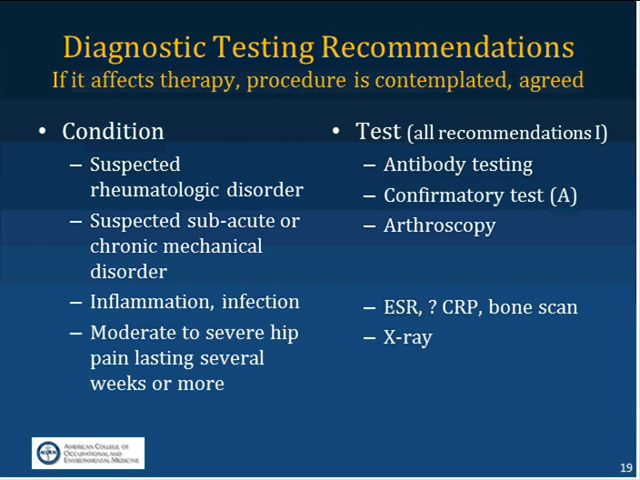 Diagnostic Testing Recommendations
If it affects therapy, procedure is contemplated, agreed
• Condition
– Suspected
rheumatologic disorder
– Suspected sub-acute or
chronic mechanical
disorder
– Inflammation, infection
– Moderate to severe hip
pain lasting several
weeks or more
• Test (all recommendations I)
– Antibody testing
– Confirmatory test (A)
– Arthroscopy
– ESR, ? CRP, bone scan
– X-ray
ACOEM
American College of
Occupational and
Environmental Medicine
19